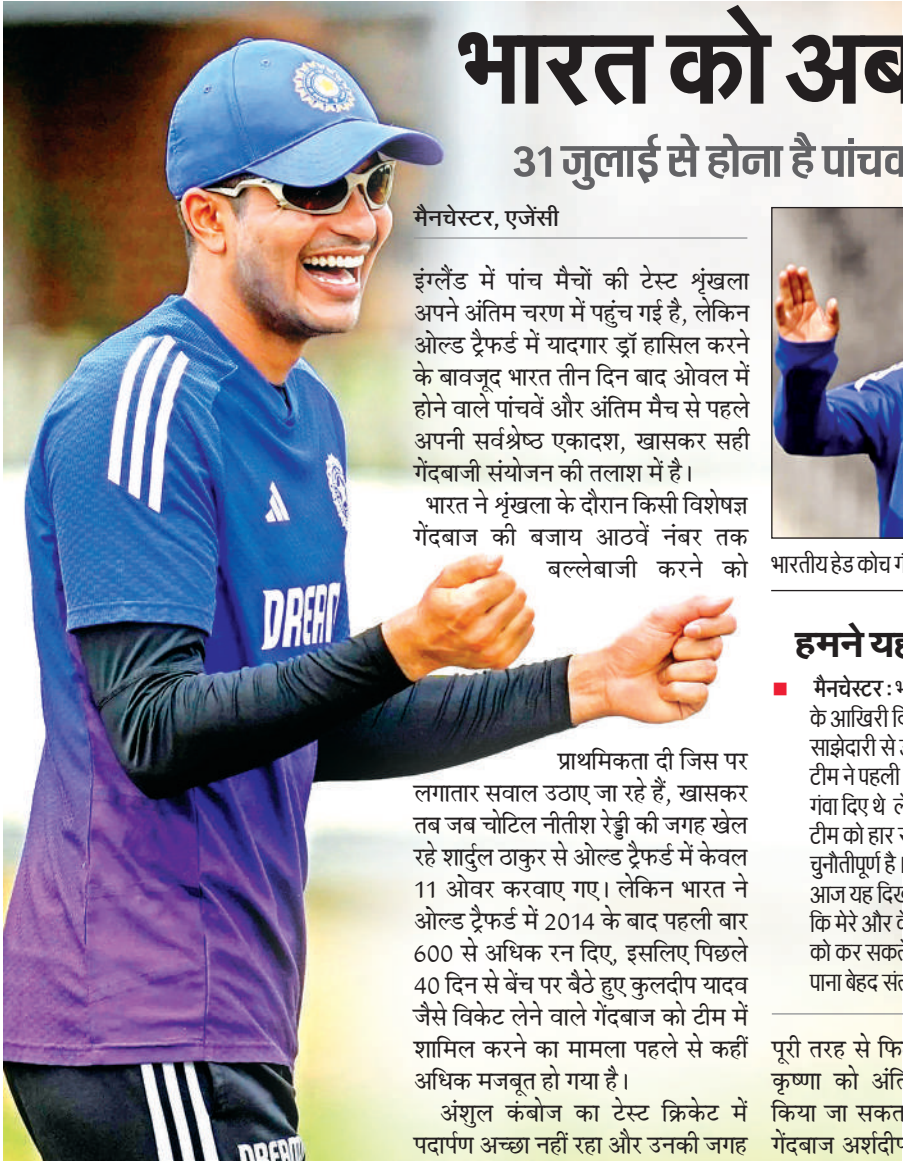 भारत को अब
31 जुलाई से होना है
मैनचेस्टर, एजेंसी
इंग्लैंड में पांच मैचों की टेस्ट शृंखला
अपने अंतिम चरण में पहुंच गई है, लेकिन
ओल्ड ट्रैफर्ड में यादगार ड्रॉ हासिल करने
के बावजूद भारत तीन दिन बाद ओवल में
होने वाले पांचवें और अंतिम मैच से पहले
अपनी सर्वश्रेष्ठ एकादश, खासकर सही
गेंदबाजी संयोजन की तलाश में है।
भारत ने शृंखला के दौरान किसी विशेषज्ञ
गेंदबाज की बजाय आठवें नंबर तक
बल्लेबाजी करने को
प्राथमिकता दी जिस पर
लगातार सवाल उठाए जा रहे हैं, खासकर
तब जब चोटिल नीतीश रेड्डी की जगह खेल
रहे शार्दुल ठाकुर से ओल्ड ट्रैफर्ड में केवल
11 ओवर करवाए गए। लेकिन भारत ने
ओल्ड ट्रैफर्ड में 2014 के बाद पहली बार
600 से अधिक रन दिए, इसलिए पिछले
40 दिन से बेंच पर बैठे हुए कुलदीप यादव
जैसे विकेट लेने वाले गेंदबाज को टीम में
शामिल करने का मामला पहले से कहीं
अधिक मजबूत हो गया है।
अंशुल कंबोज का टेस्ट क्रिकेट में
पदार्पण अच्छा नहीं रहा और उनकी जगह
भारतीय हेड कोच
हमने
मैनचेस्टर :
के आखिरी
साझेदारी से
टीम ने पहली
गंवा दिए थे
टीम को हार
चुनौतीपूर्ण है।
आज यह
कि मेरे और
को कर
पाना बेहद
पूरी तरह से
कृष्णा को
किया जा
गेंदबाज
DREAM
DREAM